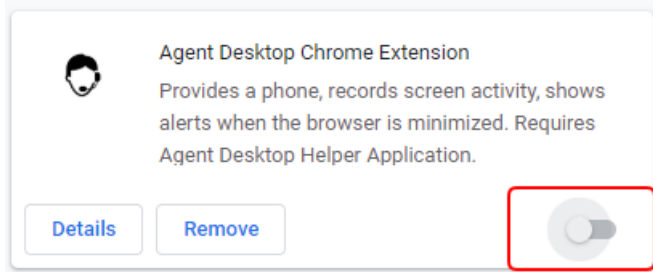 Agent Desktop Chrome Extension
Provides a phone, records screen activity, shows
alerts when the browser is minimized. Requires
Agent Desktop Helper Application.
Details
Remove